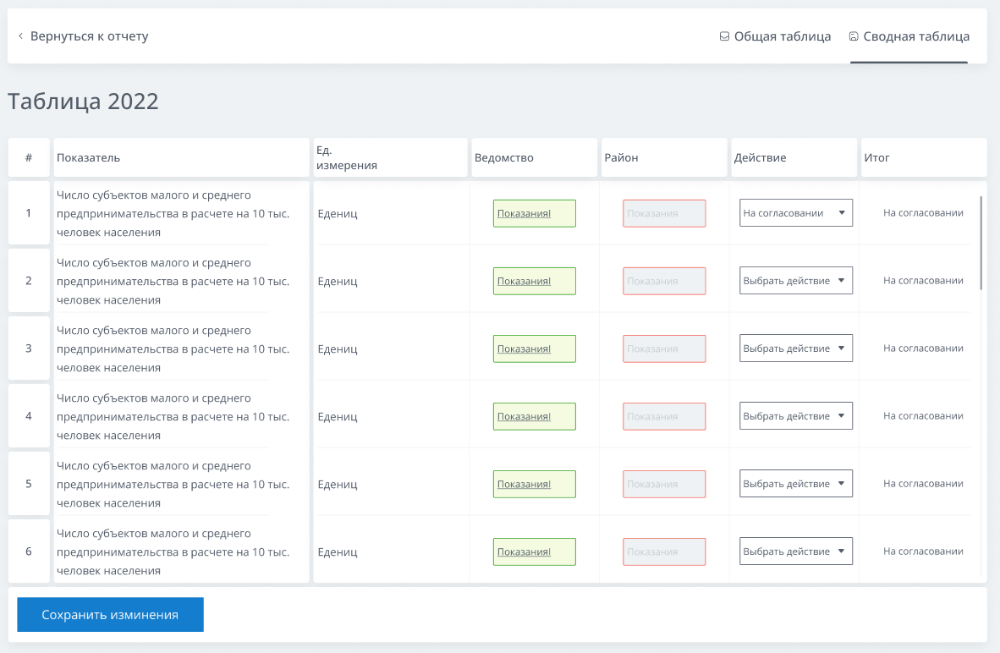 Вернуться к отчету
Общая таблица
Сводная таблица
Таблица 2022
#
Показатель
Ед.
измерения
Ведомство
Район
Действие
Итог
1
Число субъектов малого и среднего
предпринимательства в расчете на 10 тыс.
человек населения
Едениц
Показания!
Показания
На согласовании
На согласовании
2
Число субъектов малого и среднего
предпринимательства в расчете на 10 тыс.
человек населения
Едениц
Показания!
Показания
Выбрать действие
На согласовании
3
Число субъектов малого и среднего
предпринимательства в расчете на 10 тыс.
человек населения
Едениц
Показания!
Показания
Выбрать действие
На согласовании
4
Число субъектов малого и среднего
предпринимательства в расчете на 10 тыс.
человек населения
Едениц
Показания!
Показания
Выбрать действие
На согласовании
5
Число субъектов малого и среднего
предпринимательства в расчете на 10 тыс.
человек населения
Едениц
Показания!
Показания
Выбрать действие
На согласовании
6
Число субъектов малого и среднего
предпринимательства в расчете на 10 тыс.
человек населения
Едениц
Показания!
Показания
Выбрать действие
На согласовании
Сохранить изминения